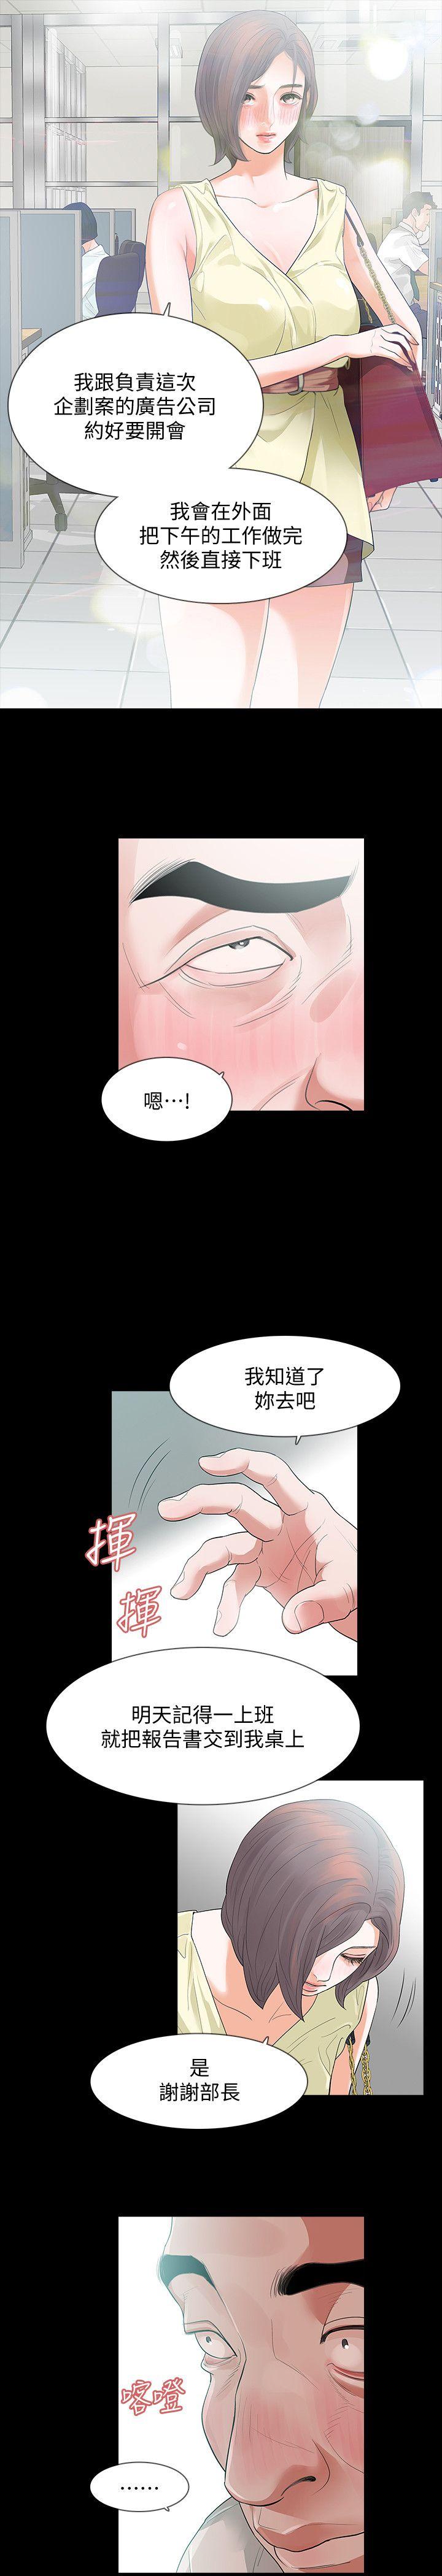 我跟負責這次
企劃案的廣告公司
約好要開會
我會在外面
把下午的工作做完
然後直接下班
嗯⋯!
我知道了
妳去吧
揮
揮
明天記得一上班
就把報告書交到我桌上
是
謝謝部長
喀噔
⋯⋯